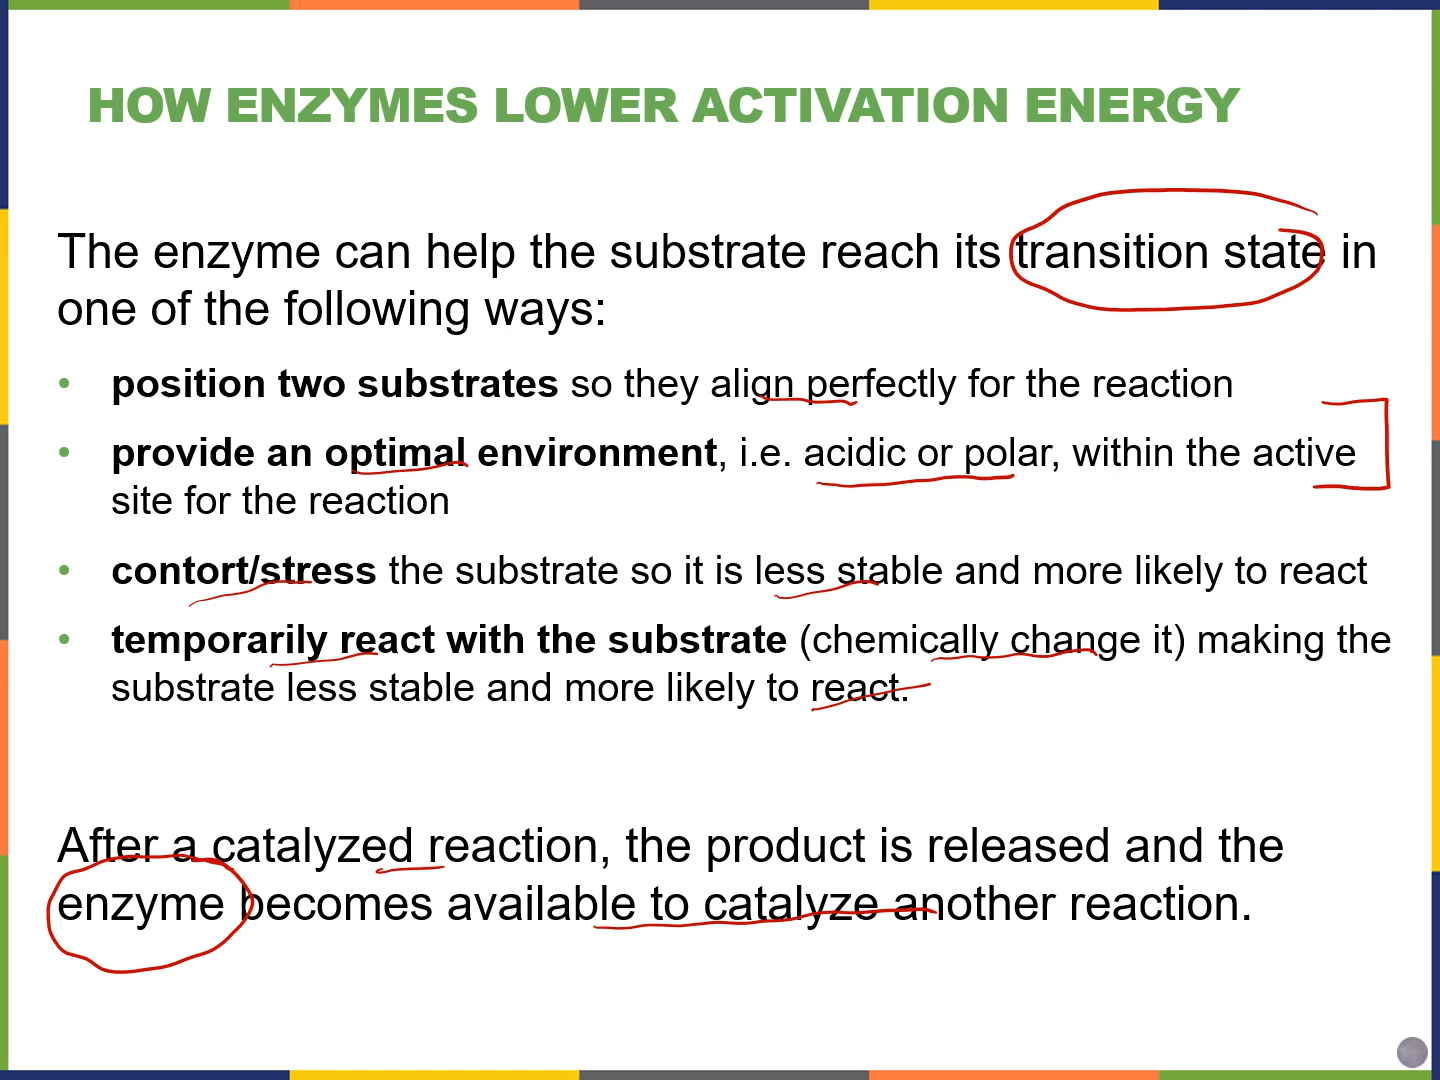 HOW ENZYMES LOWER ACTIVATION ENERGY
The enzyme can help the substrate reach its transition state in
one of the following ways:
• position two substrates so they align perfectly for the reaction
• provide an optimal environment, i.e. acidic or polar, within the active
site for the reaction
• contort/stress the substrate so it is less stable and more likely to react
• temporarily react with the substrate (chemically change it) making the
substrate less stable and more likely to react.
After a catalyzed reaction, the product is released and the
enzyme becomes available to catalyze another reaction.